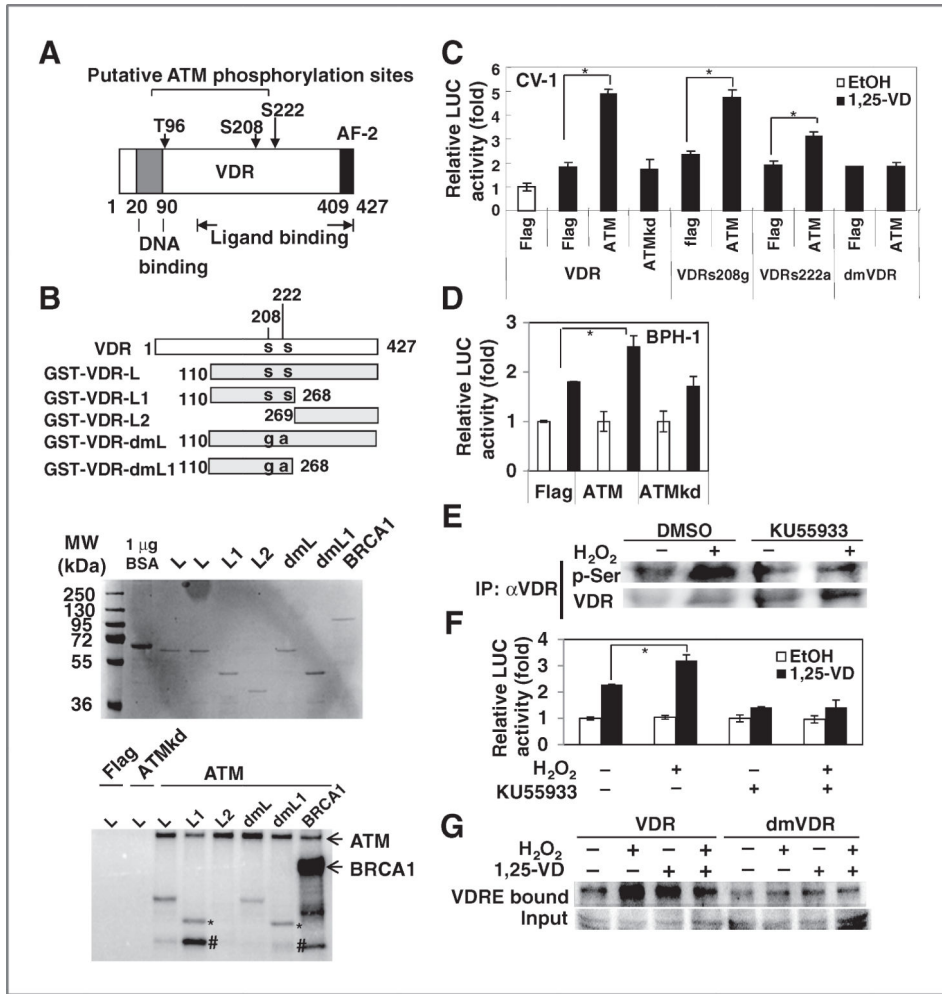 A
Putative ATM phosphorylation sites
S222
T96 S208 AF-2
VDR
1 20 90 409 427
DNA binding
Ligand binding
B
222
208
VDR 1 s s 427
GST-VDR-L 110 s s
GST-VDR-L1 110 s s 268
GST-VDR-L2 269
GST-VDR-dmL 110 g a
GST-VDR-dmL1 110 g a 268
MW (kDa)
1 µg BSA L L L1 L2 dmL dmL1 BRCA1
250
130
95
72
55
36
Flag ATMkd ATM
L L L L1 L2 dmL dmL1 BRCA1
ATM
BRCA1
* *
# #
C
CV-1
EtOH
1,25-VD
Relative LUC activity (fold)
6
5
4
3
2
1
0
* * *
Flag Flag ATM ATMkd flag ATM Flag ATM Flag ATM
VDR VDRs208g VDRs222a dmVDR
D
BPH-1
Relative LUC activity (fold)
3
2
1
0
*
Flag ATM ATMkd
E
DMSO KU55933
H2O2 – + – +
IP: αVDR
p-Ser
VDR
F
EtOH
1,25-VD
Relative LUC activity (fold)
4
3
2
1
0
*
H2O2 – + – +
KU55933 – – + +
G
VDR dmVDR
H2O2 – + – + – + – +
1,25-VD – – + + – – + +
VDRE bound
Input